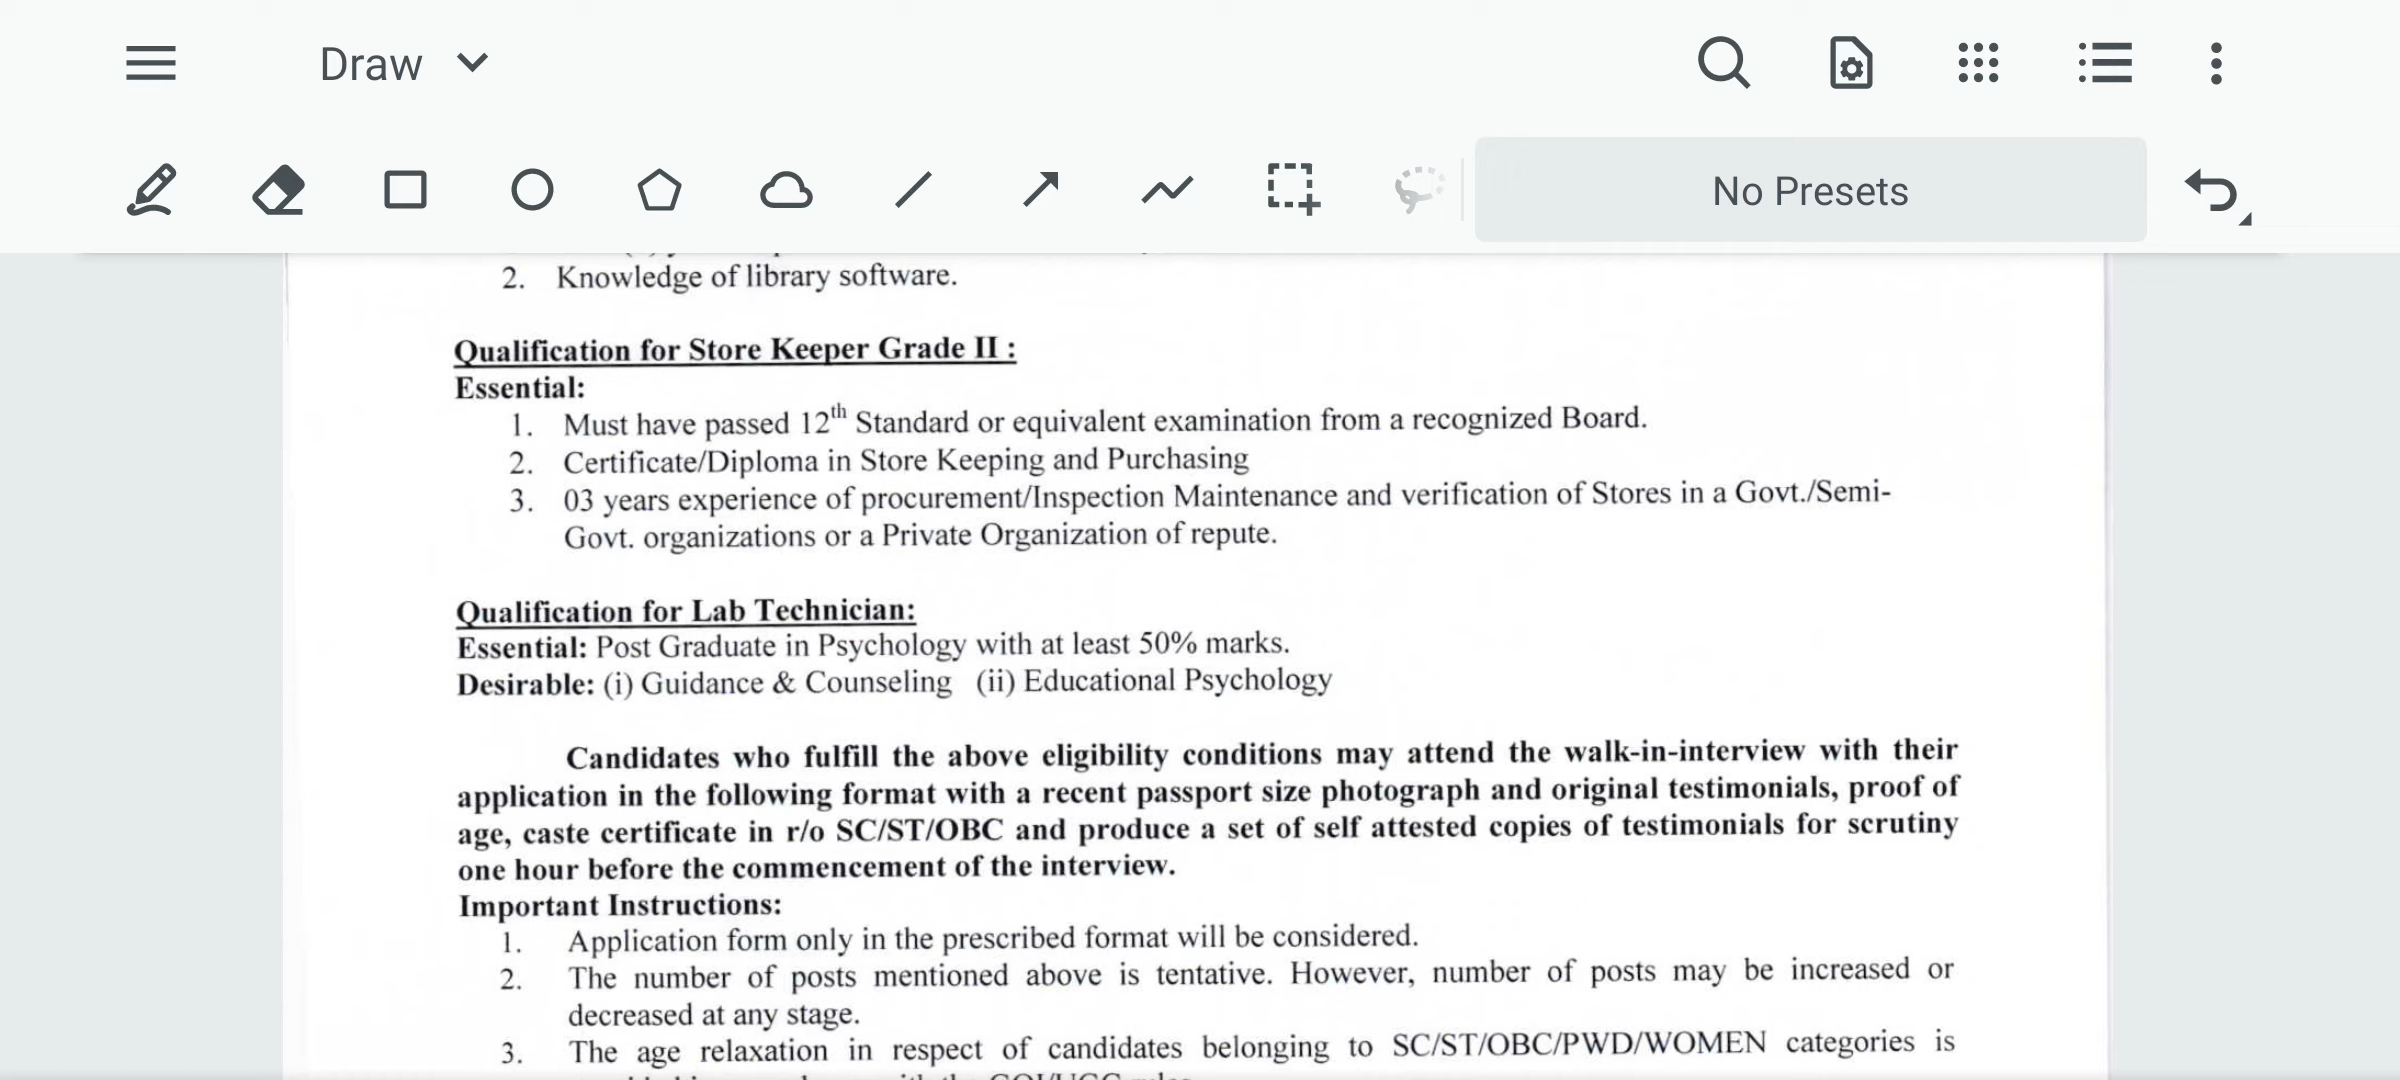 Draw
No Presets
2. Knowledge of library software.
Qualification for Store Keeper Grade II :
Essential:
1. Must have passed 12th Standard or equivalent examination from a recognized Board.
2. Certificate/Diploma in Store Keeping and Purchasing
3. 03 years experience of procurement/Inspection Maintenance and verification of Stores in a Govt./Semi-
Govt. organizations or a Private Organization of repute.
Qualification for Lab Technician:
Essential: Post Graduate in Psychology with at least 50% marks.
Desirable: (i) Guidance & Counseling (ii) Educational Psychology
Candidates who fulfill the above eligibility conditions may attend the walk-in-interview with their
application in the following format with a recent passport size photograph and original testimonials, proof of
age, caste certificate in r/o SC/ST/OBC and produce a set of self attested copies of testimonials for scrutiny
one hour before the commencement of the interview.
Important Instructions:
1. Application form only in the prescribed format will be considered.
2. The number of posts mentioned above is tentative. However, number of posts may be increased or
decreased at any stage.
3. The age relaxation in respect of candidates belonging to SC/ST/OBC/PWD/WOMEN categories is